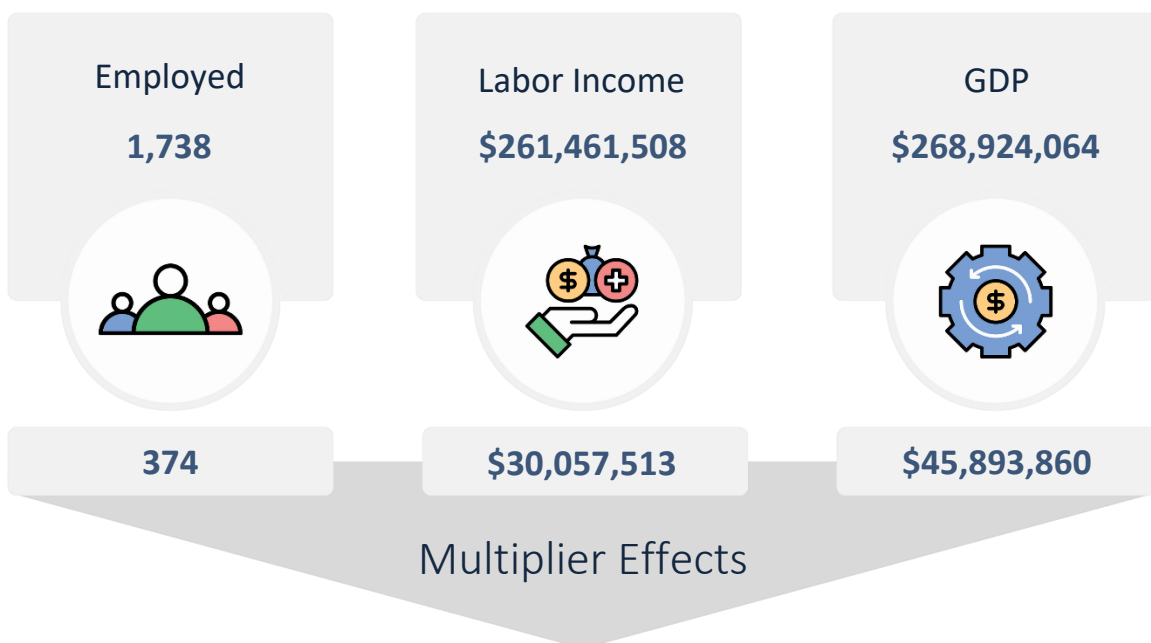 Employed
1,738
Labor Income
$261,461,508
GDP
$268,924,064
$
$
374
$30,057,513
$45,893,860
Multiplier Effects